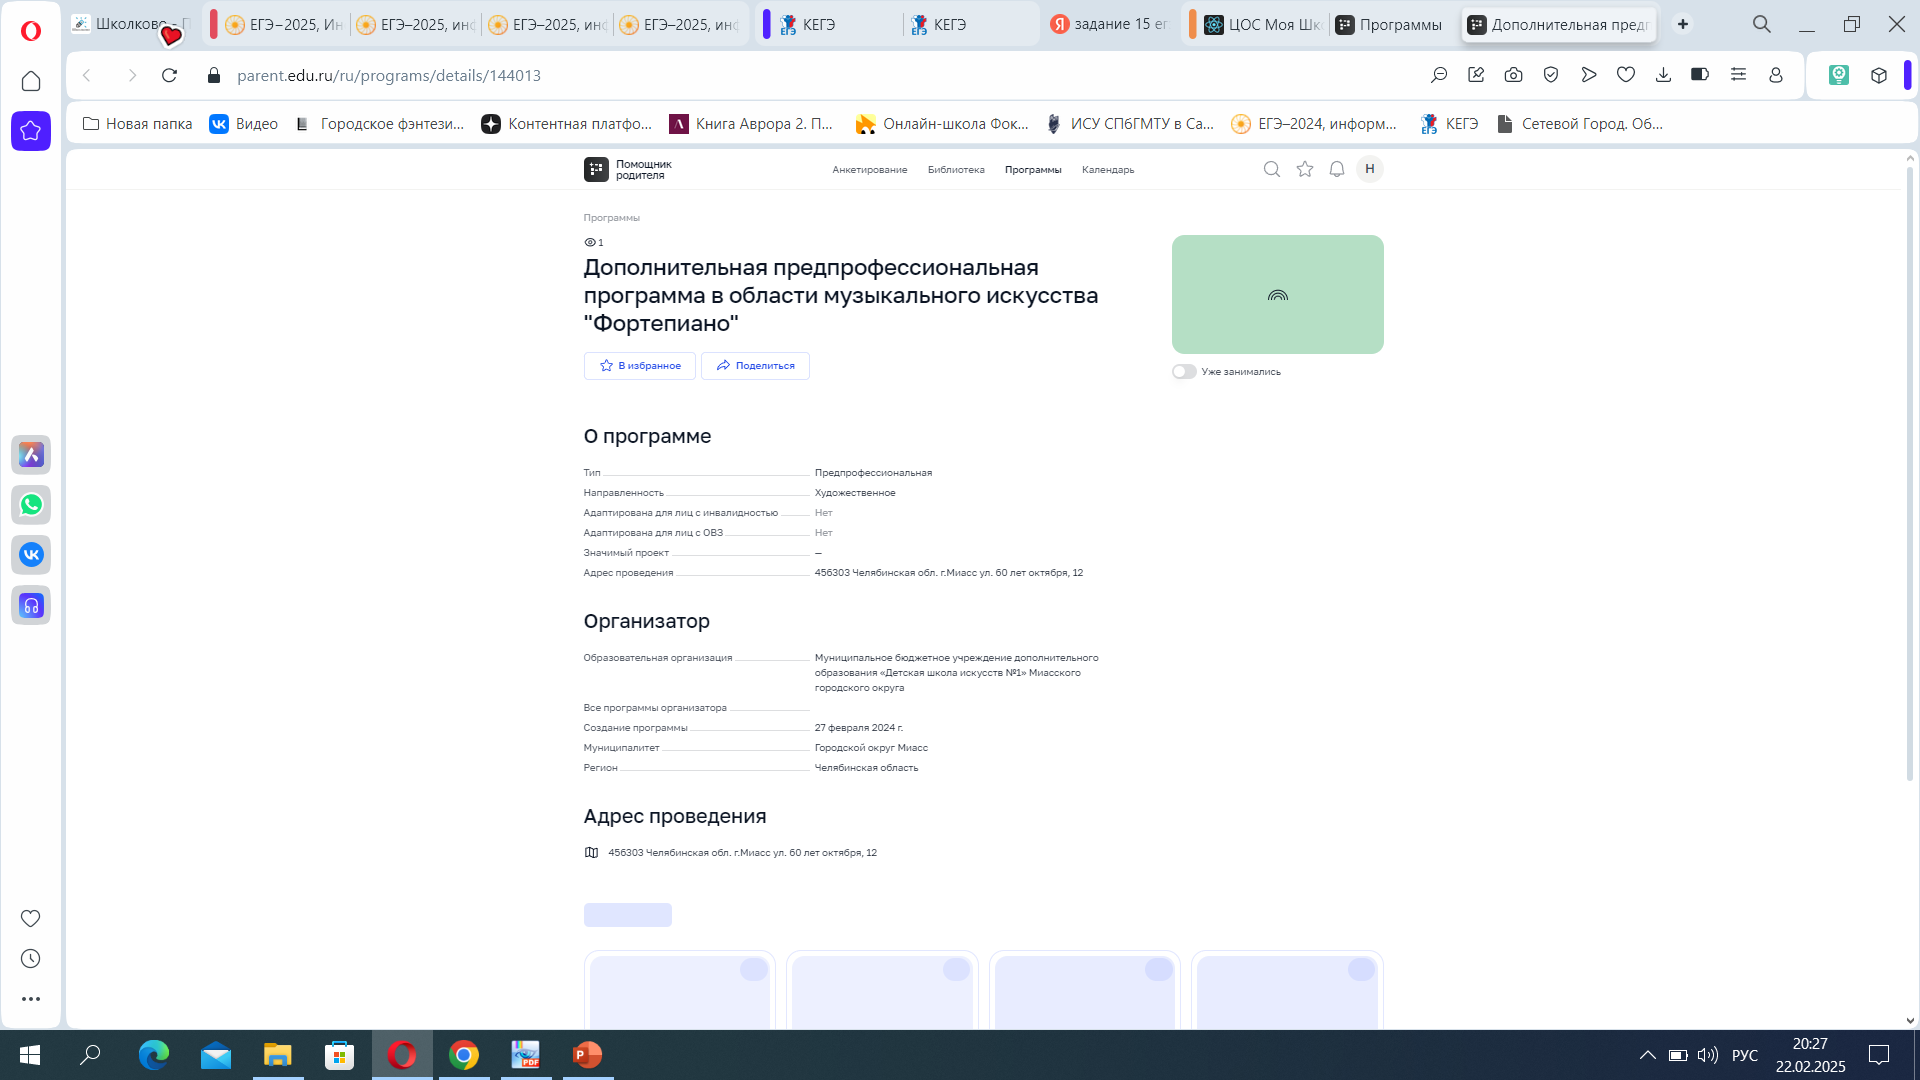 Школково - П
ЕГЭ–2025, Ин
ЕГЭ–2025, инф
ЕГЭ–2025, инф
ЕГЭ–2025, инф
КЕГЭ
КЕГЭ
задание 15 ег
ЦОС Моя Шк
Программы
Дополнительная предп
parent.edu.ru/ru/programs/details/144013
Новая папка
Видео
Городское фэнтези...
Контентная платфо...
Книга Аврора 2. П...
Онлайн-школа Фок...
ИСУ СПбГМТУ в Са...
ЕГЭ–2024, информ...
КЕГЭ
Сетевой Город. Об...
Помощник
родителя
Анкетирование
Библиотека
Программы
Календарь
Н
Программы
1
Дополнительная предпрофессиональная
программа в области музыкального искусства
"Фортепиано"
В избранное
Поделиться
Уже занимались
О программе
Тип Предпрофессиональная
Направленность Художественное
Адаптирована для лиц с инвалидностью Нет
Адаптирована для лиц с ОВЗ Нет
Значимый проект —
Адрес проведения 456303 Челябинская обл. г.Миасс ул. 60 лет октября, 12
Организатор
Образовательная организация Муниципальное бюджетное учреждение дополнительного
образования «Детская школа искусств №1» Миасского
городского округа
Все программы организатора
Создание программы 27 февраля 2024 г.
Муниципалитет Городской округ Миасс
Регион Челябинская область
Адрес проведения
456303 Челябинская обл. г.Миасс ул. 60 лет октября, 12
РУС
20:27
22.02.2025